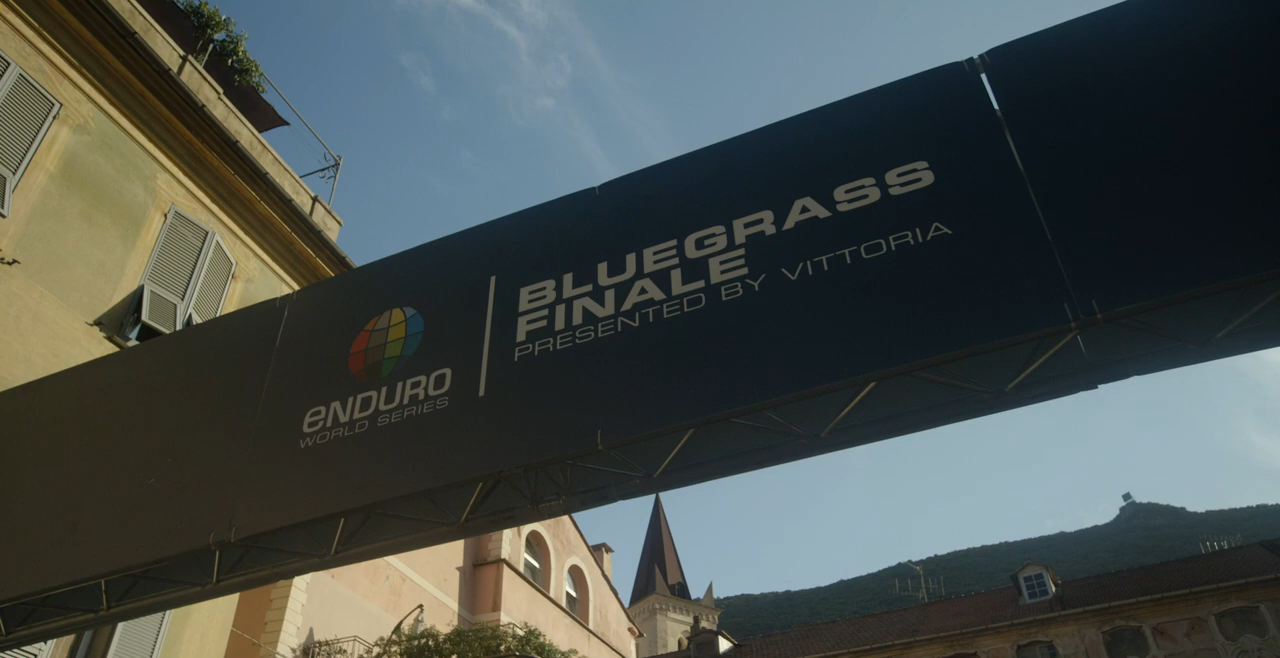 eNDURO
WORLD SERIES
BLUEGRASS
FINALE
PRESENTED BY VITTORIA